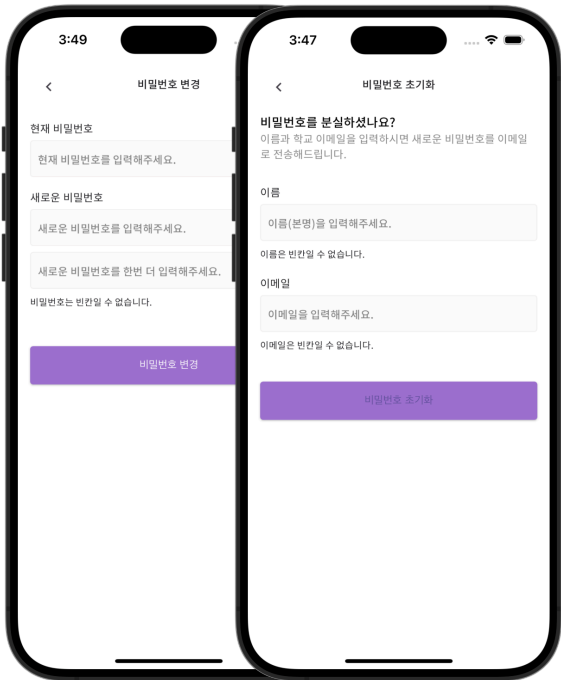 3:49
비밀번호 변경
현재 비밀번호
현재 비밀번호를 입력해주세요.
새로운 비밀번호
새로운 비밀번호를 입력해주세요.
새로운 비밀번호를 한번 더 입력해주세요.
비밀번호는 빈칸일 수 없습니다.
비밀번호 변경
3:47
비밀번호 초기화
비밀번호를 분실하셨나요?
이름과 학교 이메일을 입력하시면 새로운 비밀번호를 이메일
로 전송해드립니다.
이름
이름(본명)을 입력해주세요.
이름은 빈칸일 수 없습니다.
이메일
이메일을 입력해주세요.
이메일은 빈칸일 수 없습니다.
비밀번호 초기화